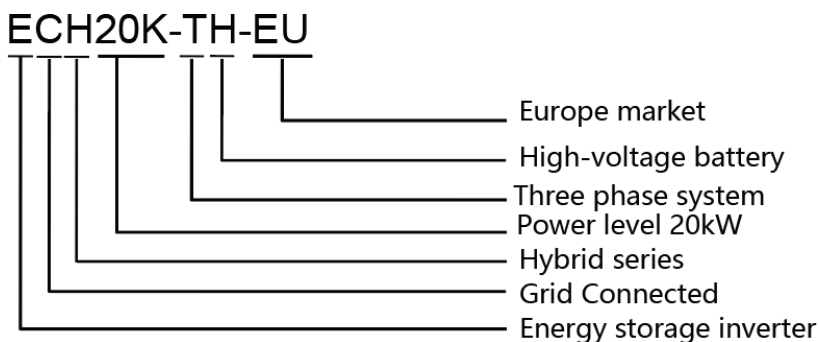 ECH20K-TH-EU
Europe market
High-voltage battery
Three phase system
Power level 20kW
Hybrid series
Grid Connected
Energy storage inverter